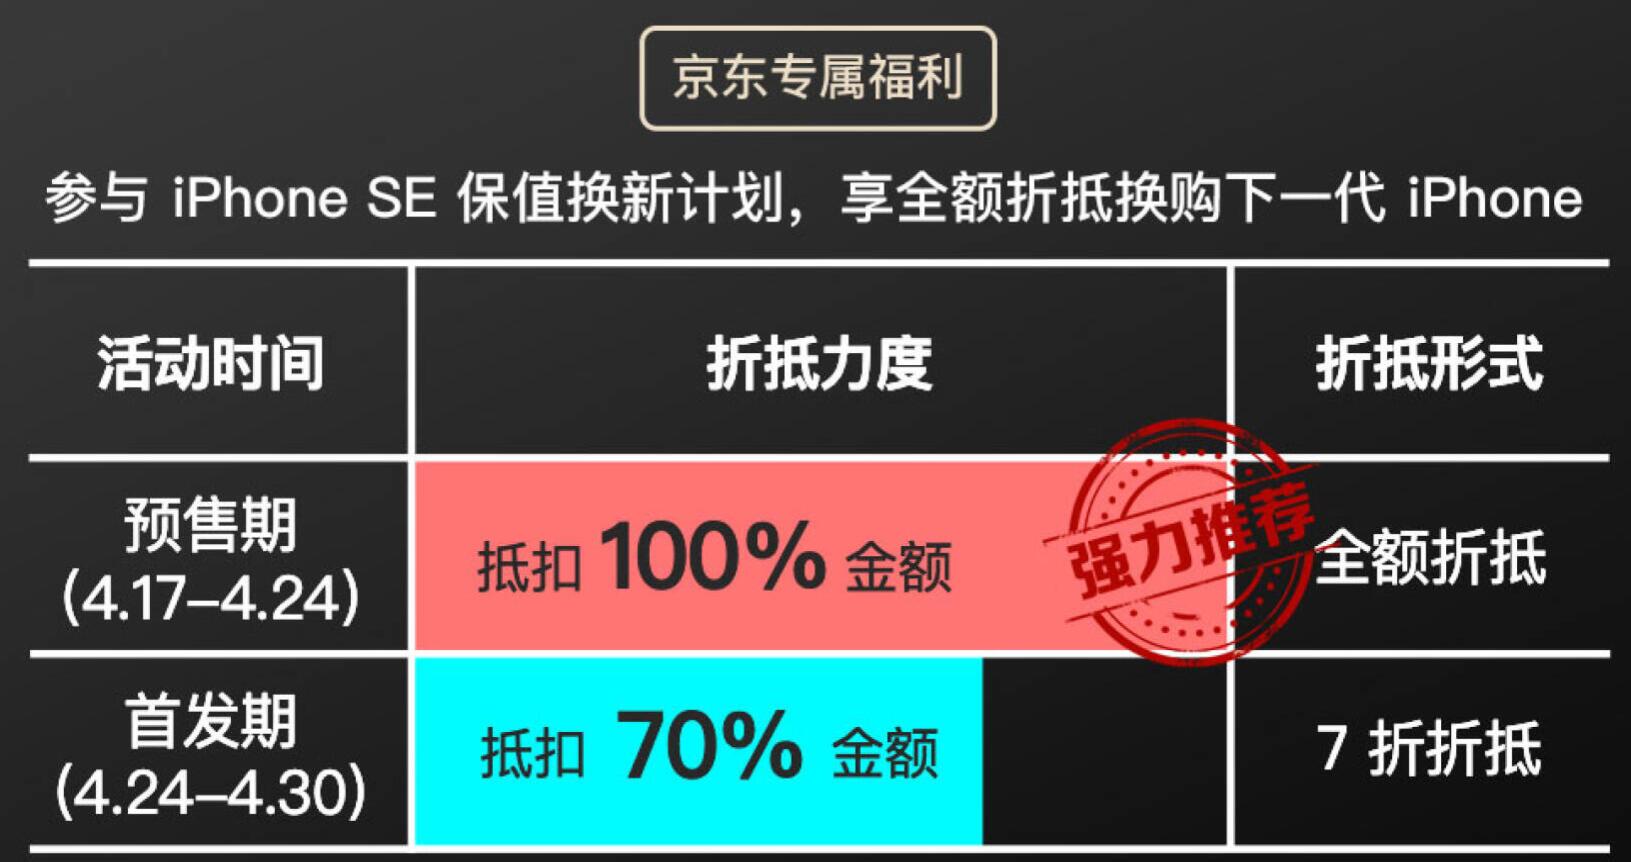 京东专属福利
参与 iPhone SE 保值换新计划，享全额折抵换购下一代 iPhone
活动时间
折抵力度
折抵形式
预售期
(4.17–4.24)
抵扣 100% 金额
强力推荐
全额折抵
首发期
(4.24–4.30)
抵扣 70% 金额
7 折折抵